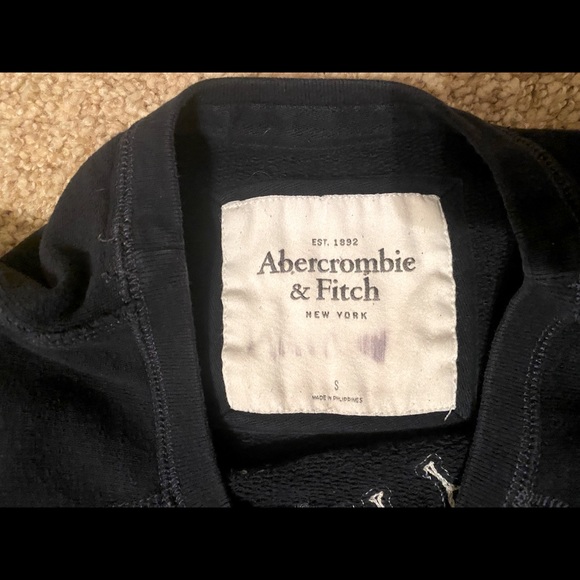 EST. 1892
Abercrombie
& Fitch
NEW YORK
S
MADE IN PHILIPPINES